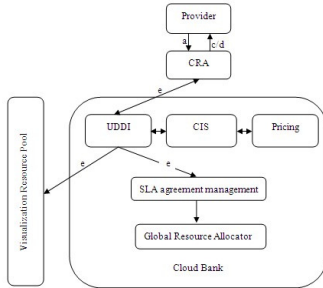 Provider
a
c/d
CRA
e
UDDI
CIS
Pricing
e
e
SLA agreement management
Global Resource Allocator
Cloud Bank
Visualization Resource Pool